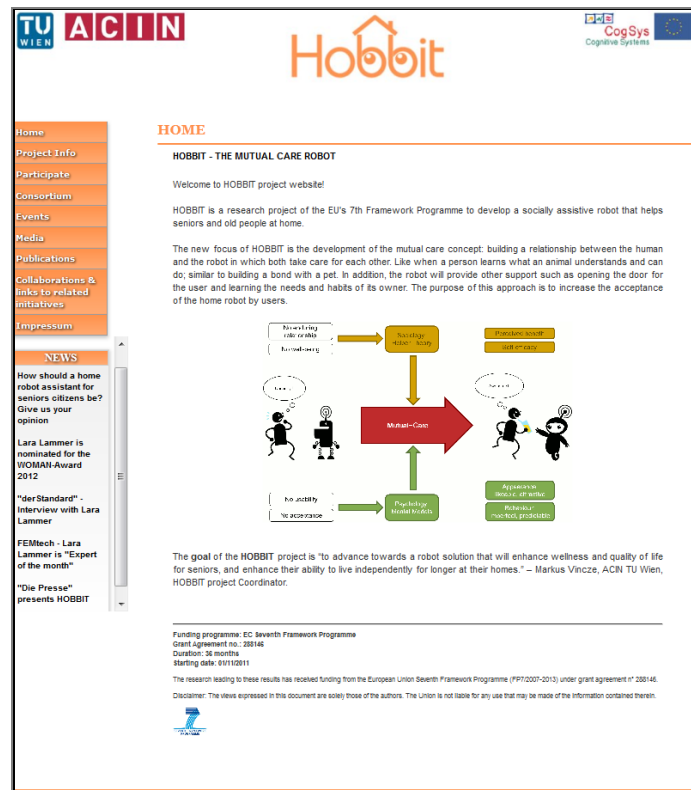 TU
WIEN
ACIN
Hobbit
CogSys
Cognitive Systems
Home
Project Info
Participate
Consortium
Events
Media
Publications
Collaborations &
links to related
initiatives
Impressum
NEWS
How should a home
robot assistant for
seniors citizens be?
Give us your
opinion
Lara Lammer is
nominated for the
WOMAN-Award
2012
"derStandard" -
Interview with Lara
Lammer
FEMtech - Lara
Lammer is "Expert
of the month"
"Die Presse"
presents HOBBIT
HOME
HOBBIT - THE MUTUAL CARE ROBOT
Welcome to HOBBIT project website!
HOBBIT is a research project of the EU's 7th Framework Programme to develop a socially assistive robot that helps
seniors and old people at home.
The new focus of HOBBIT is the development of the mutual care concept: building a relationship between the human
and the robot in which both take care for each other. Like when a person learns what an animal understands and can
do; similar to building a bond with a pet. In addition, the robot will provide other support such as opening the door for
the user and learning the needs and habits of its owner. The purpose of this approach is to increase the acceptance
of the home robot by users.
No well-being
Mutual-Care
No usability
No acceptance
Psychology
Mental Models
Appearance
The goal of the HOBBIT project is “to advance towards a robot solution that will enhance wellness and quality of life
for seniors, and enhance their ability to live independently for longer at their homes.” – Markus Vincze, ACIN TU Wien,
HOBBIT project Coordinator.
Funding programme: EC Seventh Framework Programme
Grant Agreement no.: 288146
Duration: 36 months
Starting date: 01/11/2011
The research leading to these results has received funding from the European Union Seventh Framework Programme (FP7/2007-2013) under grant agreement n° 288146.
Disclaimer: The views expressed in this document are solely those of the authors. The Union is not liable for any use that may be made of the information contained therein.